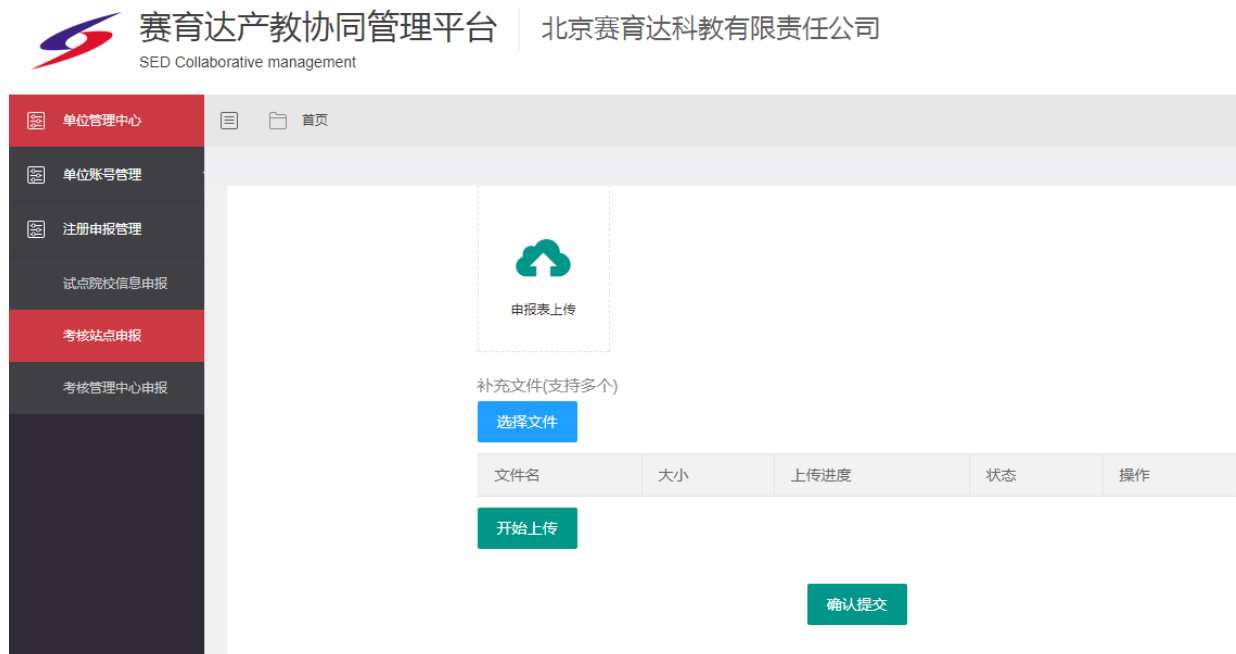 赛育达产教协同管理平台 北京赛育达科教有限责任公司
SED Collaborative management
单位管理中心
首页
单位账号管理
注册申报管理
试点院校信息申报
考核站点申报
考核管理中心申报
申报表上传
补充文件(支持多个)
选择文件
文件名 大小 上传进度 状态 操作
开始上传
确认提交